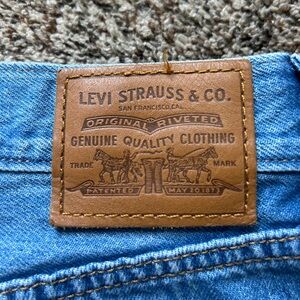 LEVI STRAUSS & CO.
SAN FRANCISCO, CAL.
ORIGINAL RIVETED
GENUINE QUALITY CLOTHING
TRADE MARK
PATENTED MAY 20 1873